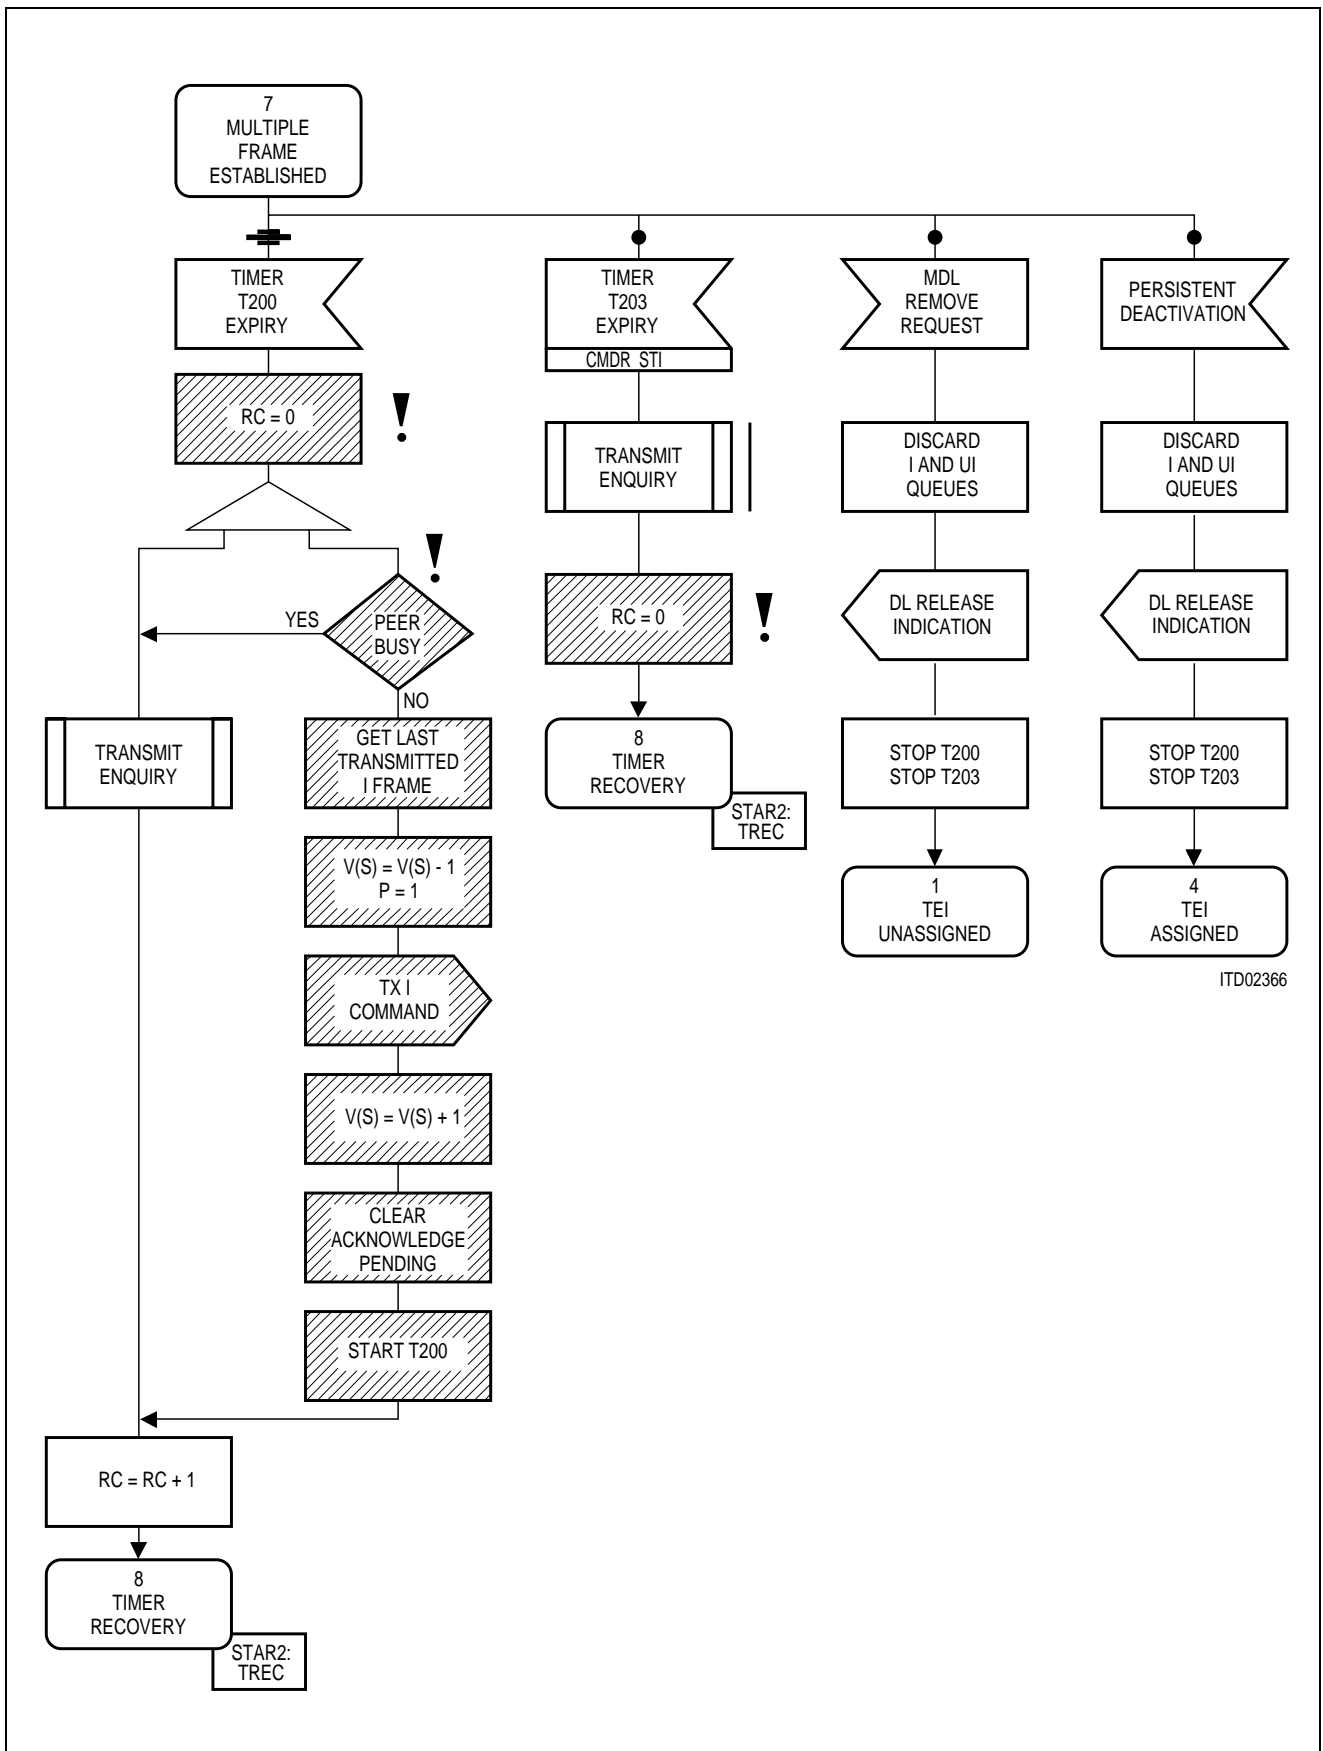 7
MULTIPLE
FRAME
ESTABLISHED
TIMER
T200
EXPIRY
TIMER
T203
EXPIRY
CMDR STI
MDL
REMOVE
REQUEST
PERSISTENT
DEACTIVATION
RC = 0
!
TRANSMIT
ENQUIRY
DISCARD
I AND UI
QUEUES
DISCARD
I AND UI
QUEUES
!
YES
PEER
BUSY
NO
RC = 0
!
DL RELEASE
INDICATION
DL RELEASE
INDICATION
TRANSMIT
ENQUIRY
GET LAST
TRANSMITTED
I FRAME
8
TIMER
RECOVERY
STAR2:
TREC
STOP T200
STOP T203
STOP T200
STOP T203
V(S) = V(S) - 1
P = 1
1
TEI
UNASSIGNED
4
TEI
ASSIGNED
ITD02366
TX I
COMMAND
V(S) = V(S) + 1
CLEAR
ACKNOWLEDGE
PENDING
START T200
RC = RC + 1
8
TIMER
RECOVERY
STAR2:
TREC